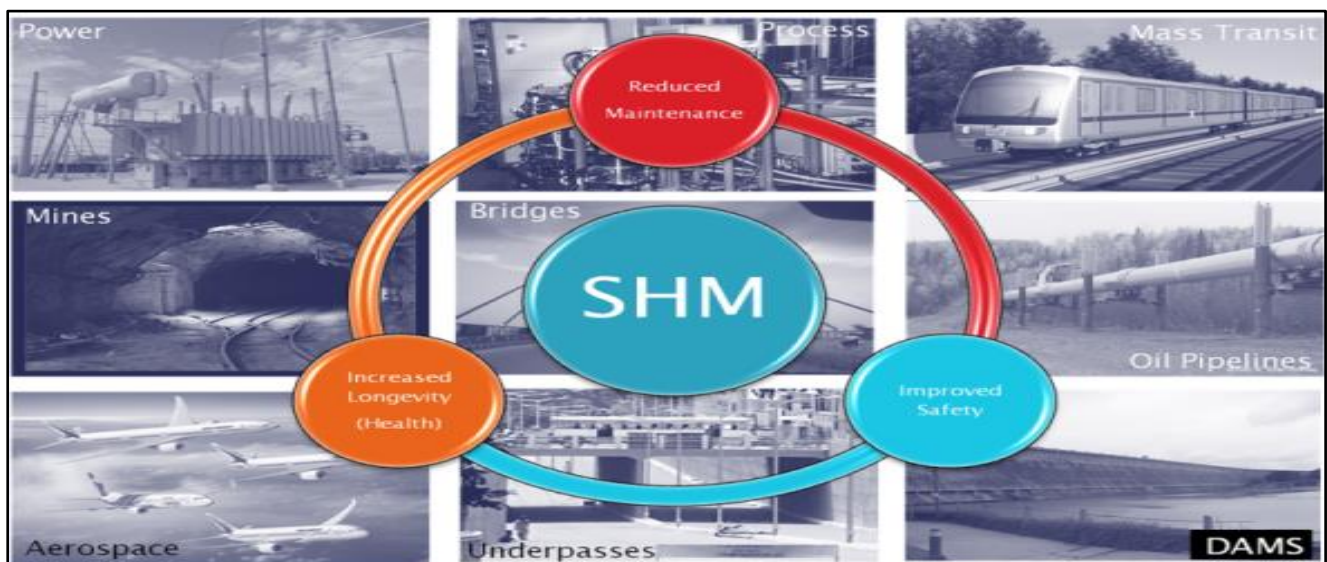 Power
Process
Mass Transit
Reduced
Maintenance
Mines
Bridges
SHM
Oil Pipelines
Increased
Longevity
(Health)
Improved
Safety
Aerospace
Underpasses
DAMS